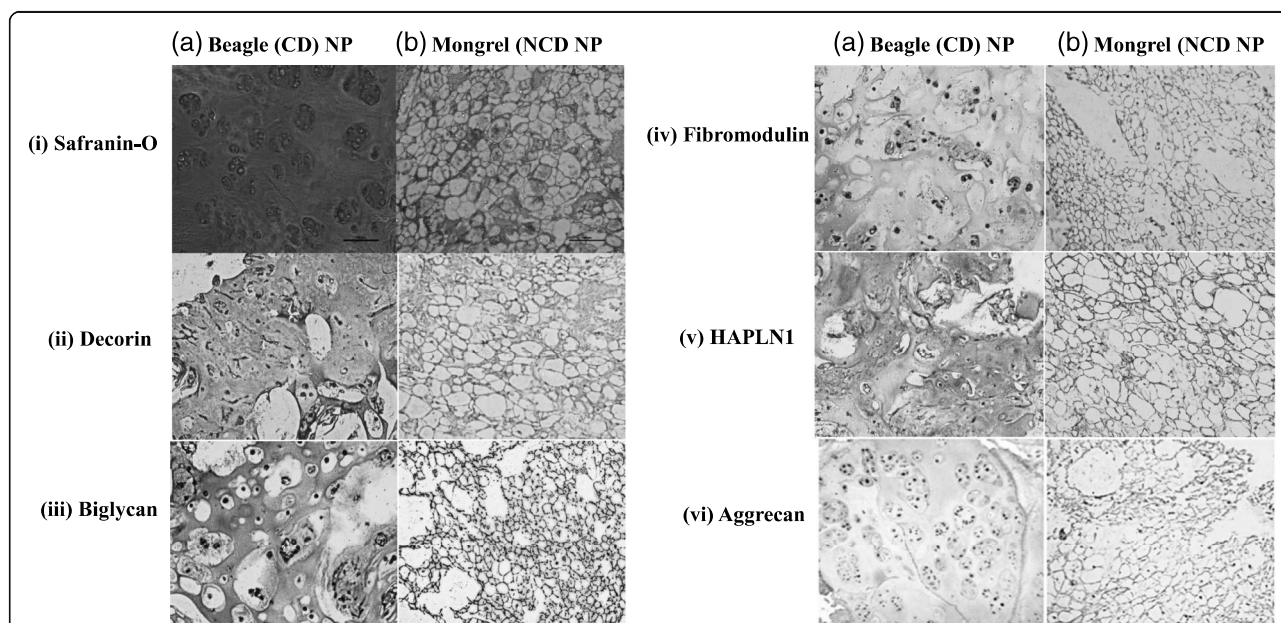 (a) Beagle (CD) NP
(b) Mongrel (NCD NP
(i) Safranin-O
(ii) Decorin
(iii) Biglycan
(a) Beagle (CD) NP
(b) Mongrel (NCD NP
(iv) Fibromodulin
(v) HAPLN1
(vi) Aggrecan